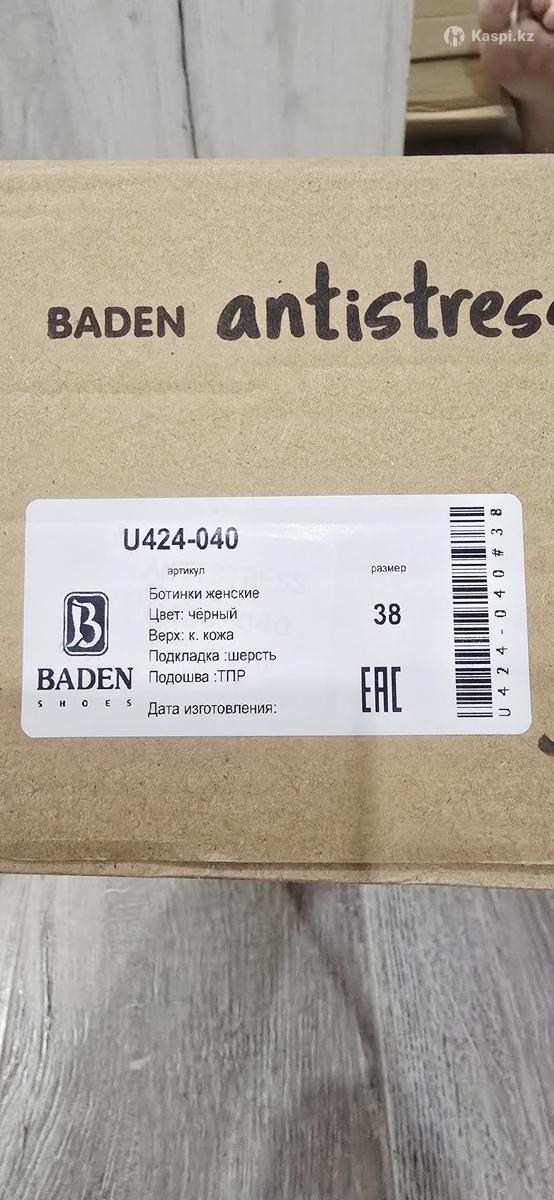 Kaspi.kz
BADEN antistress
U424-040
артикул
размер
Ботинки женские
Цвет: чёрный
Верх: к. кожа
Подкладка :шерсть
Подошва :ТПР
Дата изготовления:
38
B
BADEN
SHOES
EAC
U424-040#38